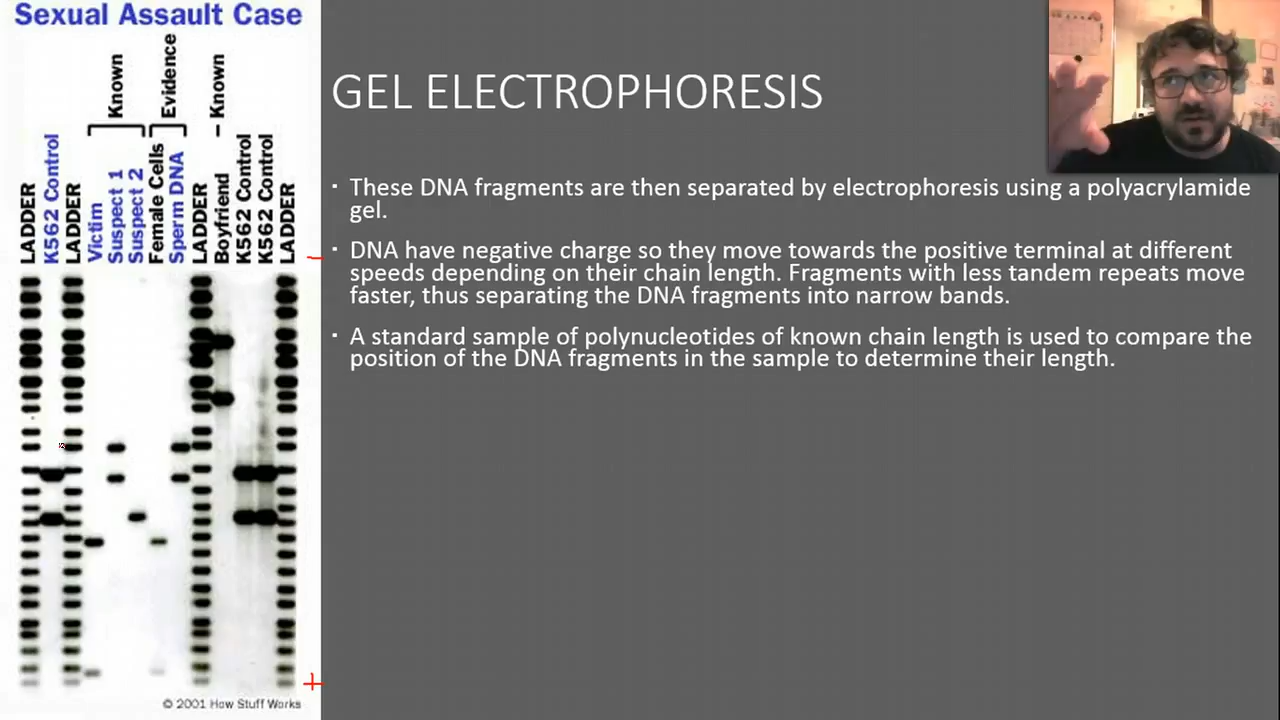 Sexual Assault Case
Known
Evidence
Known
LADDER
K562 Control
LADDER
Victim
Suspect 1
Suspect 2
Female Cells
Sperm DNA
LADDER
Boyfriend
K562 Control
K562 Control
LADDER
© 2001 How Stuff Works
GEL ELECTROPHORESIS
· These DNA fragments are then separated by electrophoresis using a polyacrylamide
gel.
· DNA have negative charge so they move towards the positive terminal at different
speeds depending on their chain length. Fragments with less tandem repeats move
faster, thus separating the DNA fragments into narrow bands.
· A standard sample of polynucleotides of known chain length is used to compare the
position of the DNA fragments in the sample to determine their length.
−
+